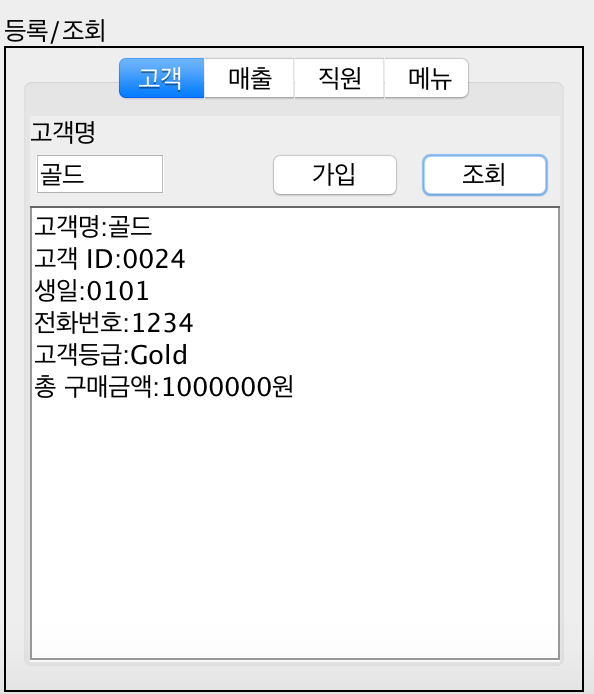 등록/조회
고객 매출 직원 메뉴
고객명
골드 가입 조회
고객명:골드
고객 ID:0024
생일:0101
전화번호:1234
고객등급:Gold
총 구매금액:1000000원